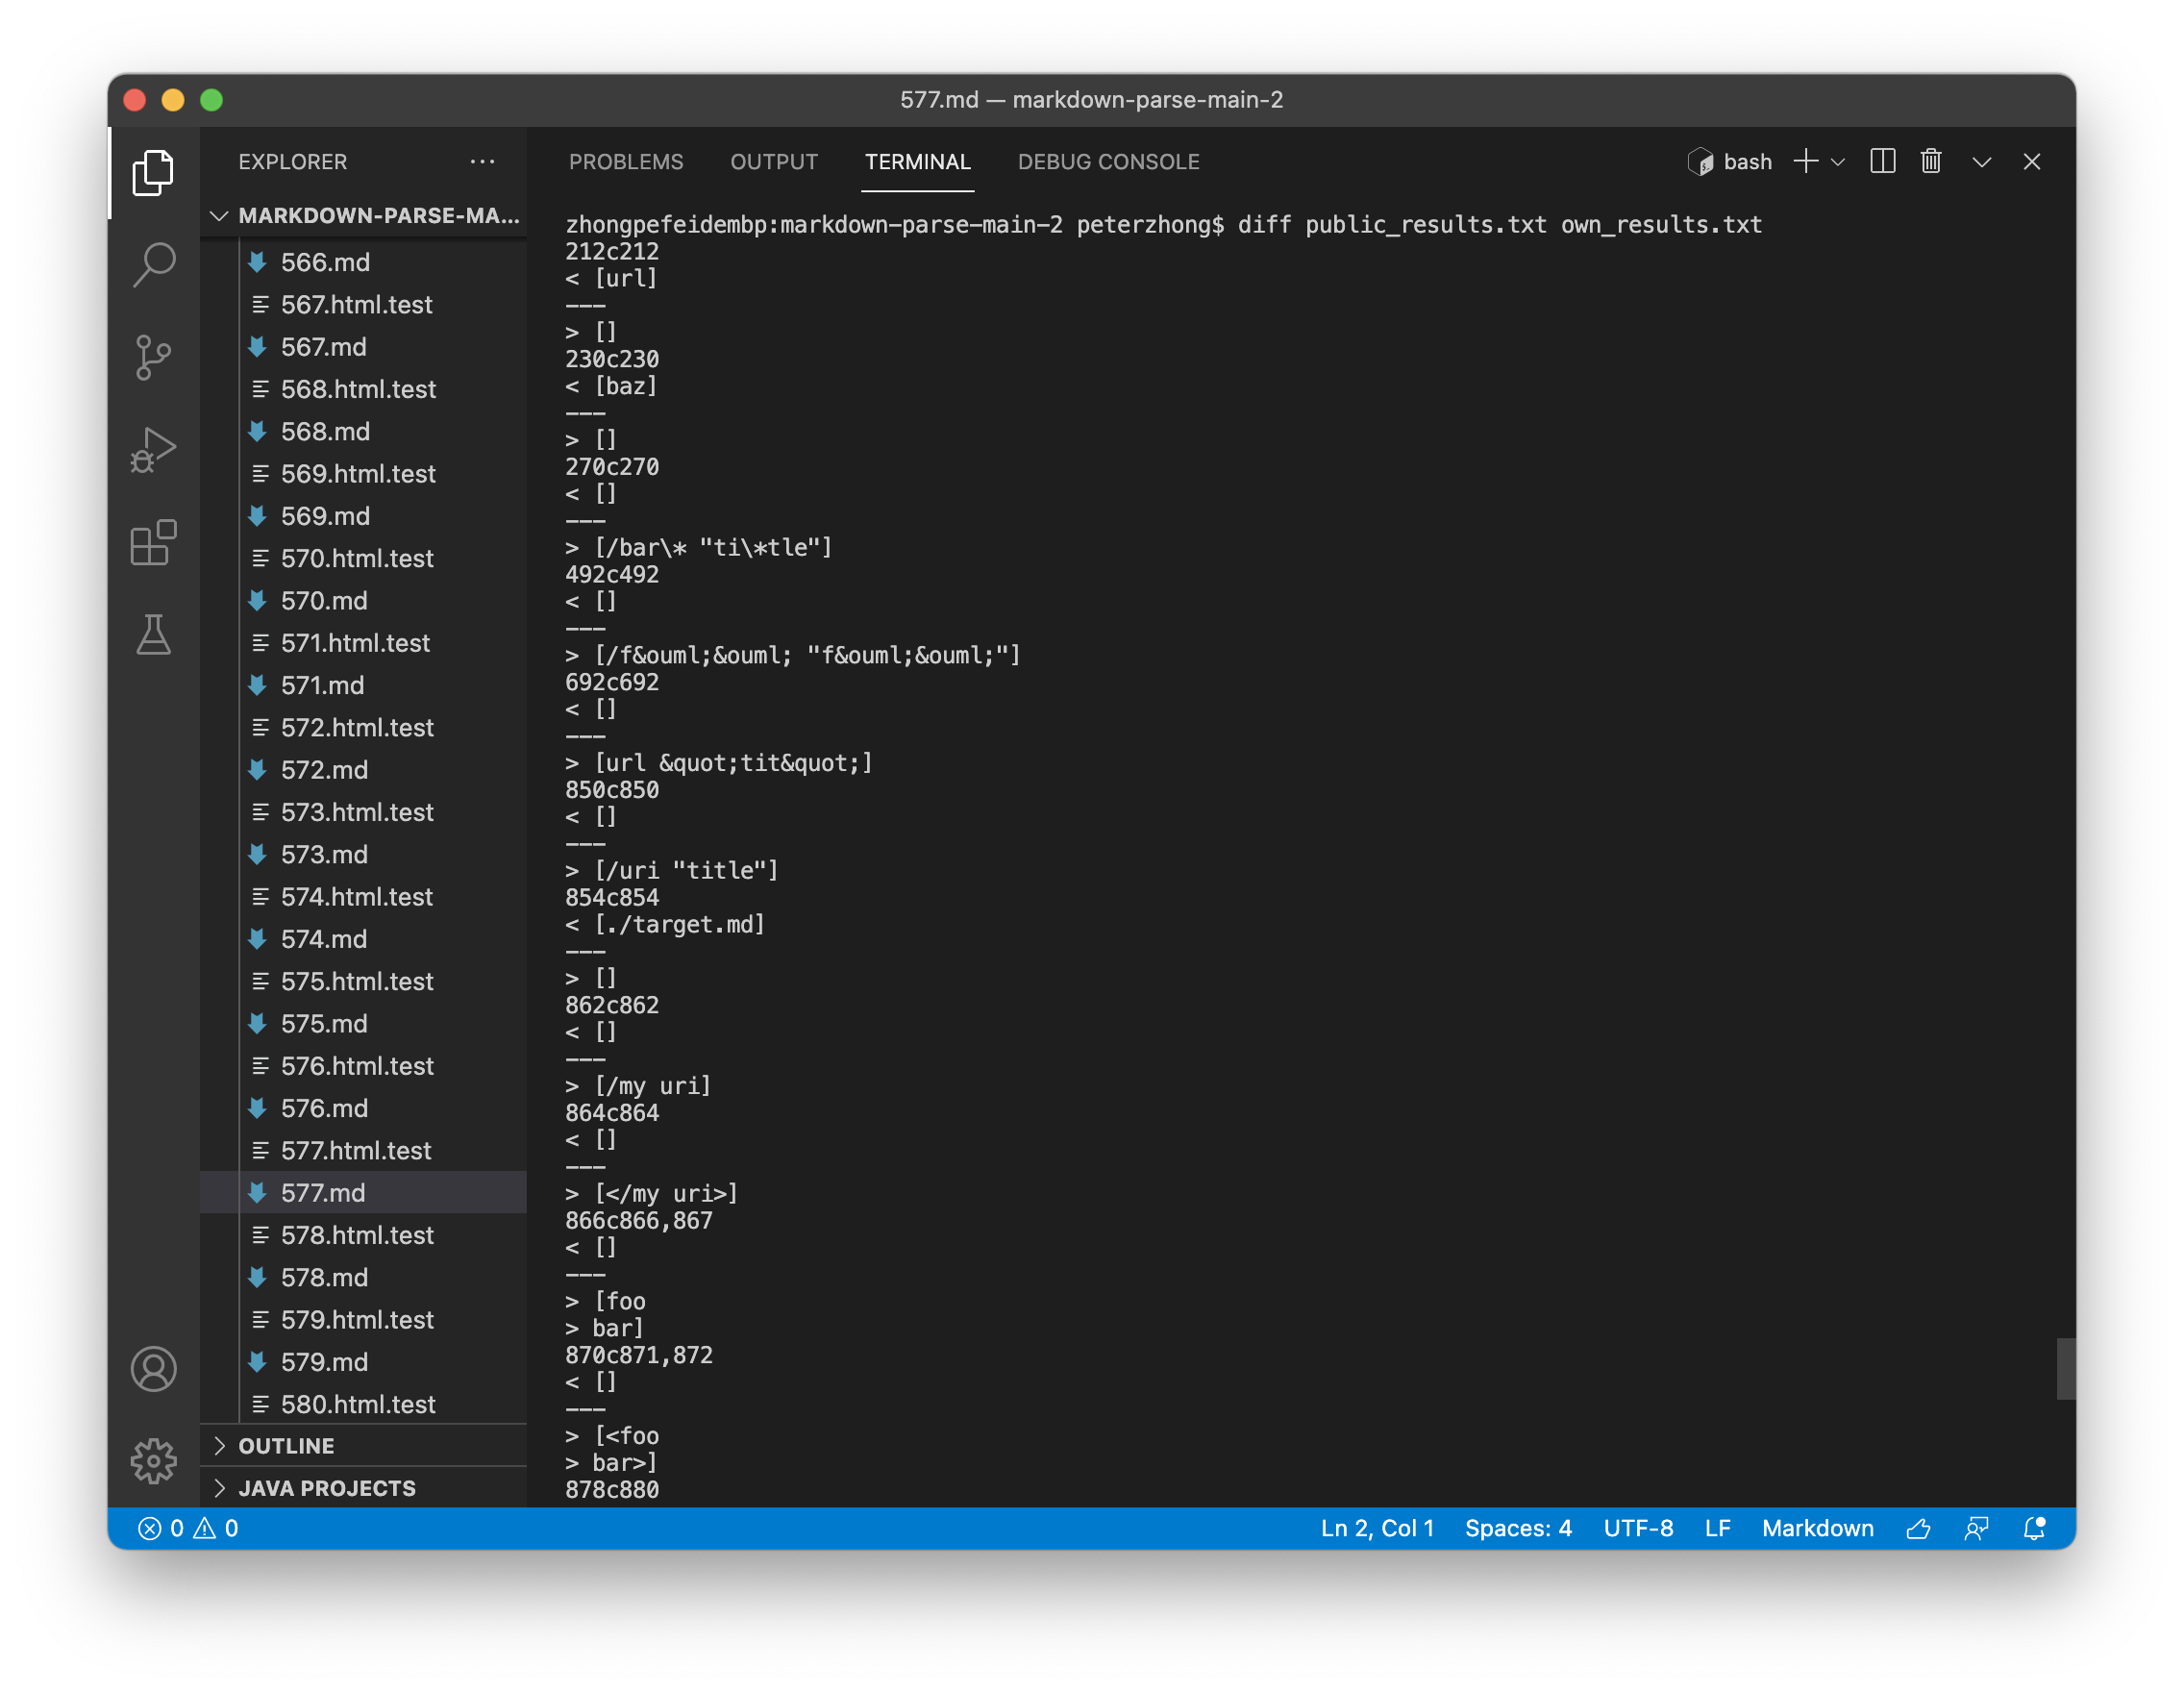 577.md — markdown-parse-main-2
EXPLORER
MARKDOWN-PARSE-MA...
566.md
567.html.test
567.md
568.html.test
568.md
569.html.test
569.md
570.html.test
570.md
571.html.test
571.md
572.html.test
572.md
573.html.test
573.md
574.html.test
574.md
575.html.test
575.md
576.html.test
576.md
577.html.test
577.md
578.html.test
578.md
579.html.test
579.md
580.html.test
OUTLINE
JAVA PROJECTS
PROBLEMS OUTPUT TERMINAL DEBUG CONSOLE bash
zhongpefeidembp:markdown-parse-main-2 peterzhong$ diff public_results.txt own_results.txt
212c212
< [url]
---
> []
230c230
< [baz]
---
> []
270c270
< []
---
> [/bar\* "ti\*tle"]
492c492
< []
---
> [/f&ouml;&ouml; "f&ouml;&ouml;"]
692c692
< []
---
> [url &quot;tit&quot;]
850c850
< []
---
> [/uri "title"]
854c854
< [./target.md]
---
> []
862c862
< []
---
> [/my uri]
864c864
< []
---
> [</my uri>]
866c866,867
< []
---
> [foo
> bar]
870c871,872
< []
---
> [<foo
> bar>]
878c880
0 0 Ln 2, Col 1 Spaces: 4 UTF-8 LF Markdown